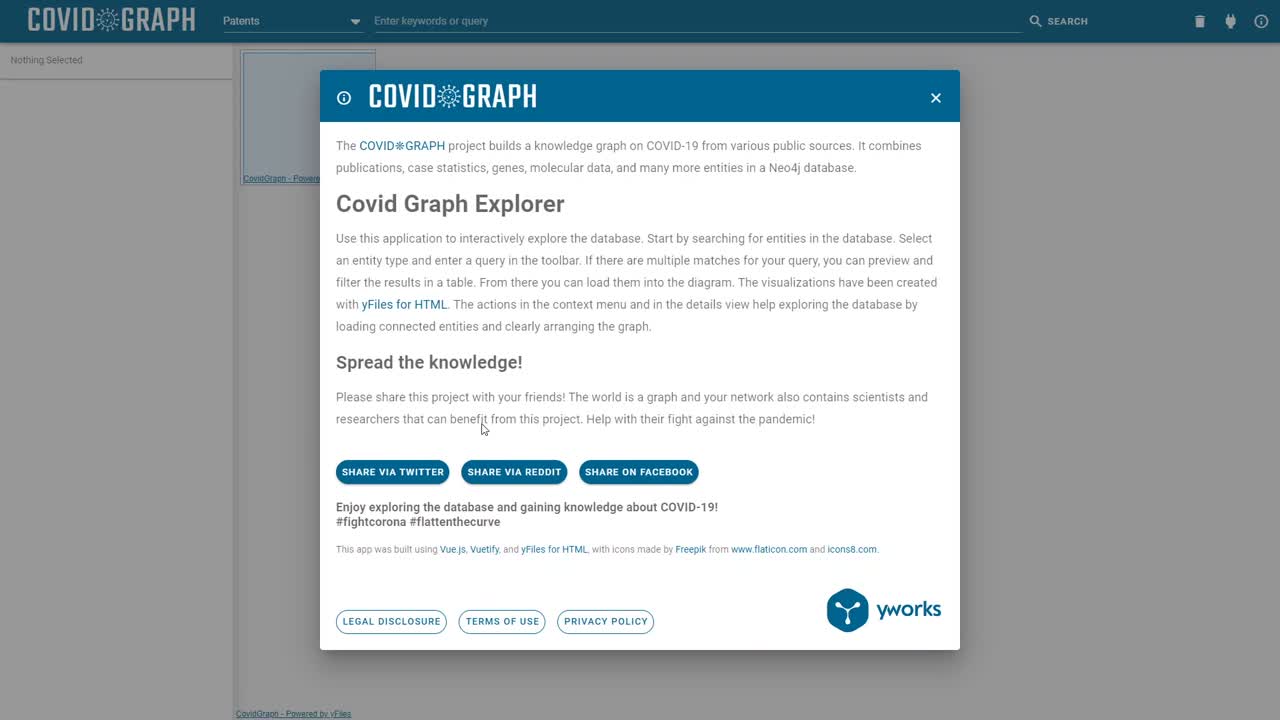 COVID GRAPH
Patents
Enter keywords or query
SEARCH
Nothing Selected
CovidGraph - Powere
COVID GRAPH
The COVID❋GRAPH project builds a knowledge graph on COVID-19 from various public sources. It combines
publications, case statistics, genes, molecular data, and many more entities in a Neo4j database.
Covid Graph Explorer
Use this application to interactively explore the database. Start by searching for entities in the database. Select
an entity type and enter a query in the toolbar. If there are multiple matches for your query, you can preview and
filter the results in a table. From there you can load them into the diagram. The visualizations have been created
with yFiles for HTML. The actions in the context menu and in the details view help exploring the database by
loading connected entities and clearly arranging the graph.
Spread the knowledge!
Please share this project with your friends! The world is a graph and your network also contains scientists and
researchers that can benefit from this project. Help with their fight against the pandemic!
SHARE VIA TWITTER
SHARE VIA REDDIT
SHARE ON FACEBOOK
Enjoy exploring the database and gaining knowledge about COVID-19!
#fightcorona #flattenthecurve
This app was built using Vue.js, Vuetify, and yFiles for HTML, with icons made by Freepik from www.flaticon.com and icons8.com.
LEGAL DISCLOSURE
TERMS OF USE
PRIVACY POLICY
yworks
CovidGraph - Powered by yFiles